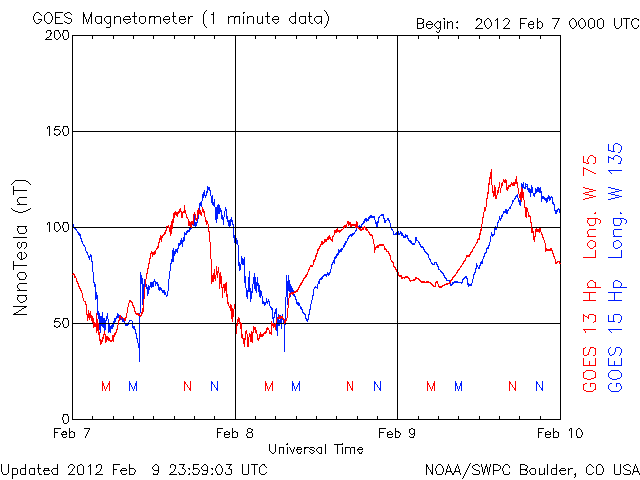 GOES Magnetometer (1 minute data)
Begin: 2012 Feb 7 0000 UTC
200
150
100
50
0
NanoTesla (nT)
M M N N M M N N M M N N
Feb 7 Feb 8 Feb 9 Feb 10
Universal Time
GOES 13 Hp Long. W 75
GOES 15 Hp Long. W 135
Updated 2012 Feb 9 23:59:03 UTC
NOAA/SWPC Boulder, CO USA